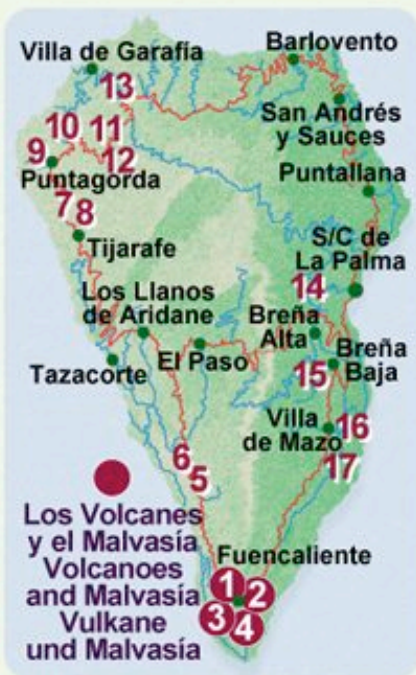 Villa de Garafía
Barlovento
13
San Andrés
y Sauces
10
11
9
12
Puntagorda
Puntallana
7
8
Tijarafe
S/C de
La Palma
14
Los Llanos
de Aridane
Breña
Alta
El Paso
Tazacorte
Breña
Baja
15
Villa
de Mazo
16
17
6
5
Los Volcanes
y el Malvasía
Volcanoes
and Malvasía
Vulkane
und Malvasía
Fuencaliente
1
2
3
4